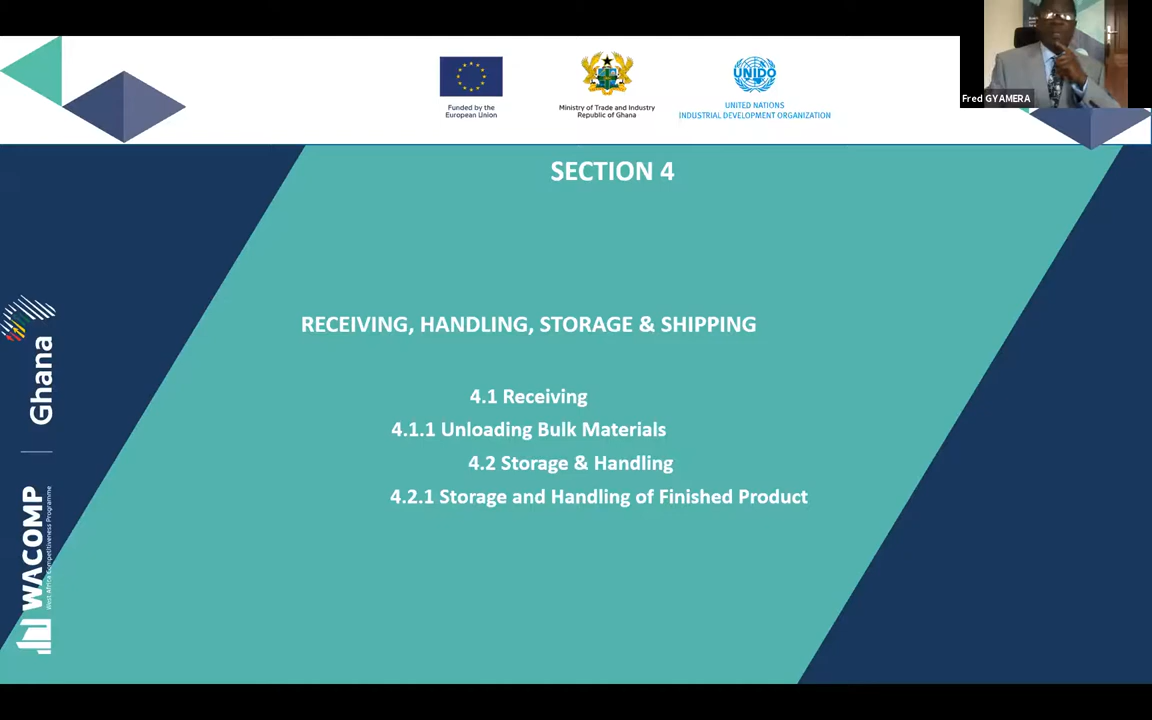 Funded by the
European Union
Ministry of Trade and Industry
Republic of Ghana
UNIDO
UNITED NATIONS
INDUSTRIAL DEVELOPMENT ORGANIZATION
Fred GYAMERA
SECTION 4
RECEIVING, HANDLING, STORAGE & SHIPPING
4.1 Receiving
4.1.1 Unloading Bulk Materials
4.2 Storage & Handling
4.2.1 Storage and Handling of Finished Product
Ghana
WACOMP
West Africa Competitiveness Programme